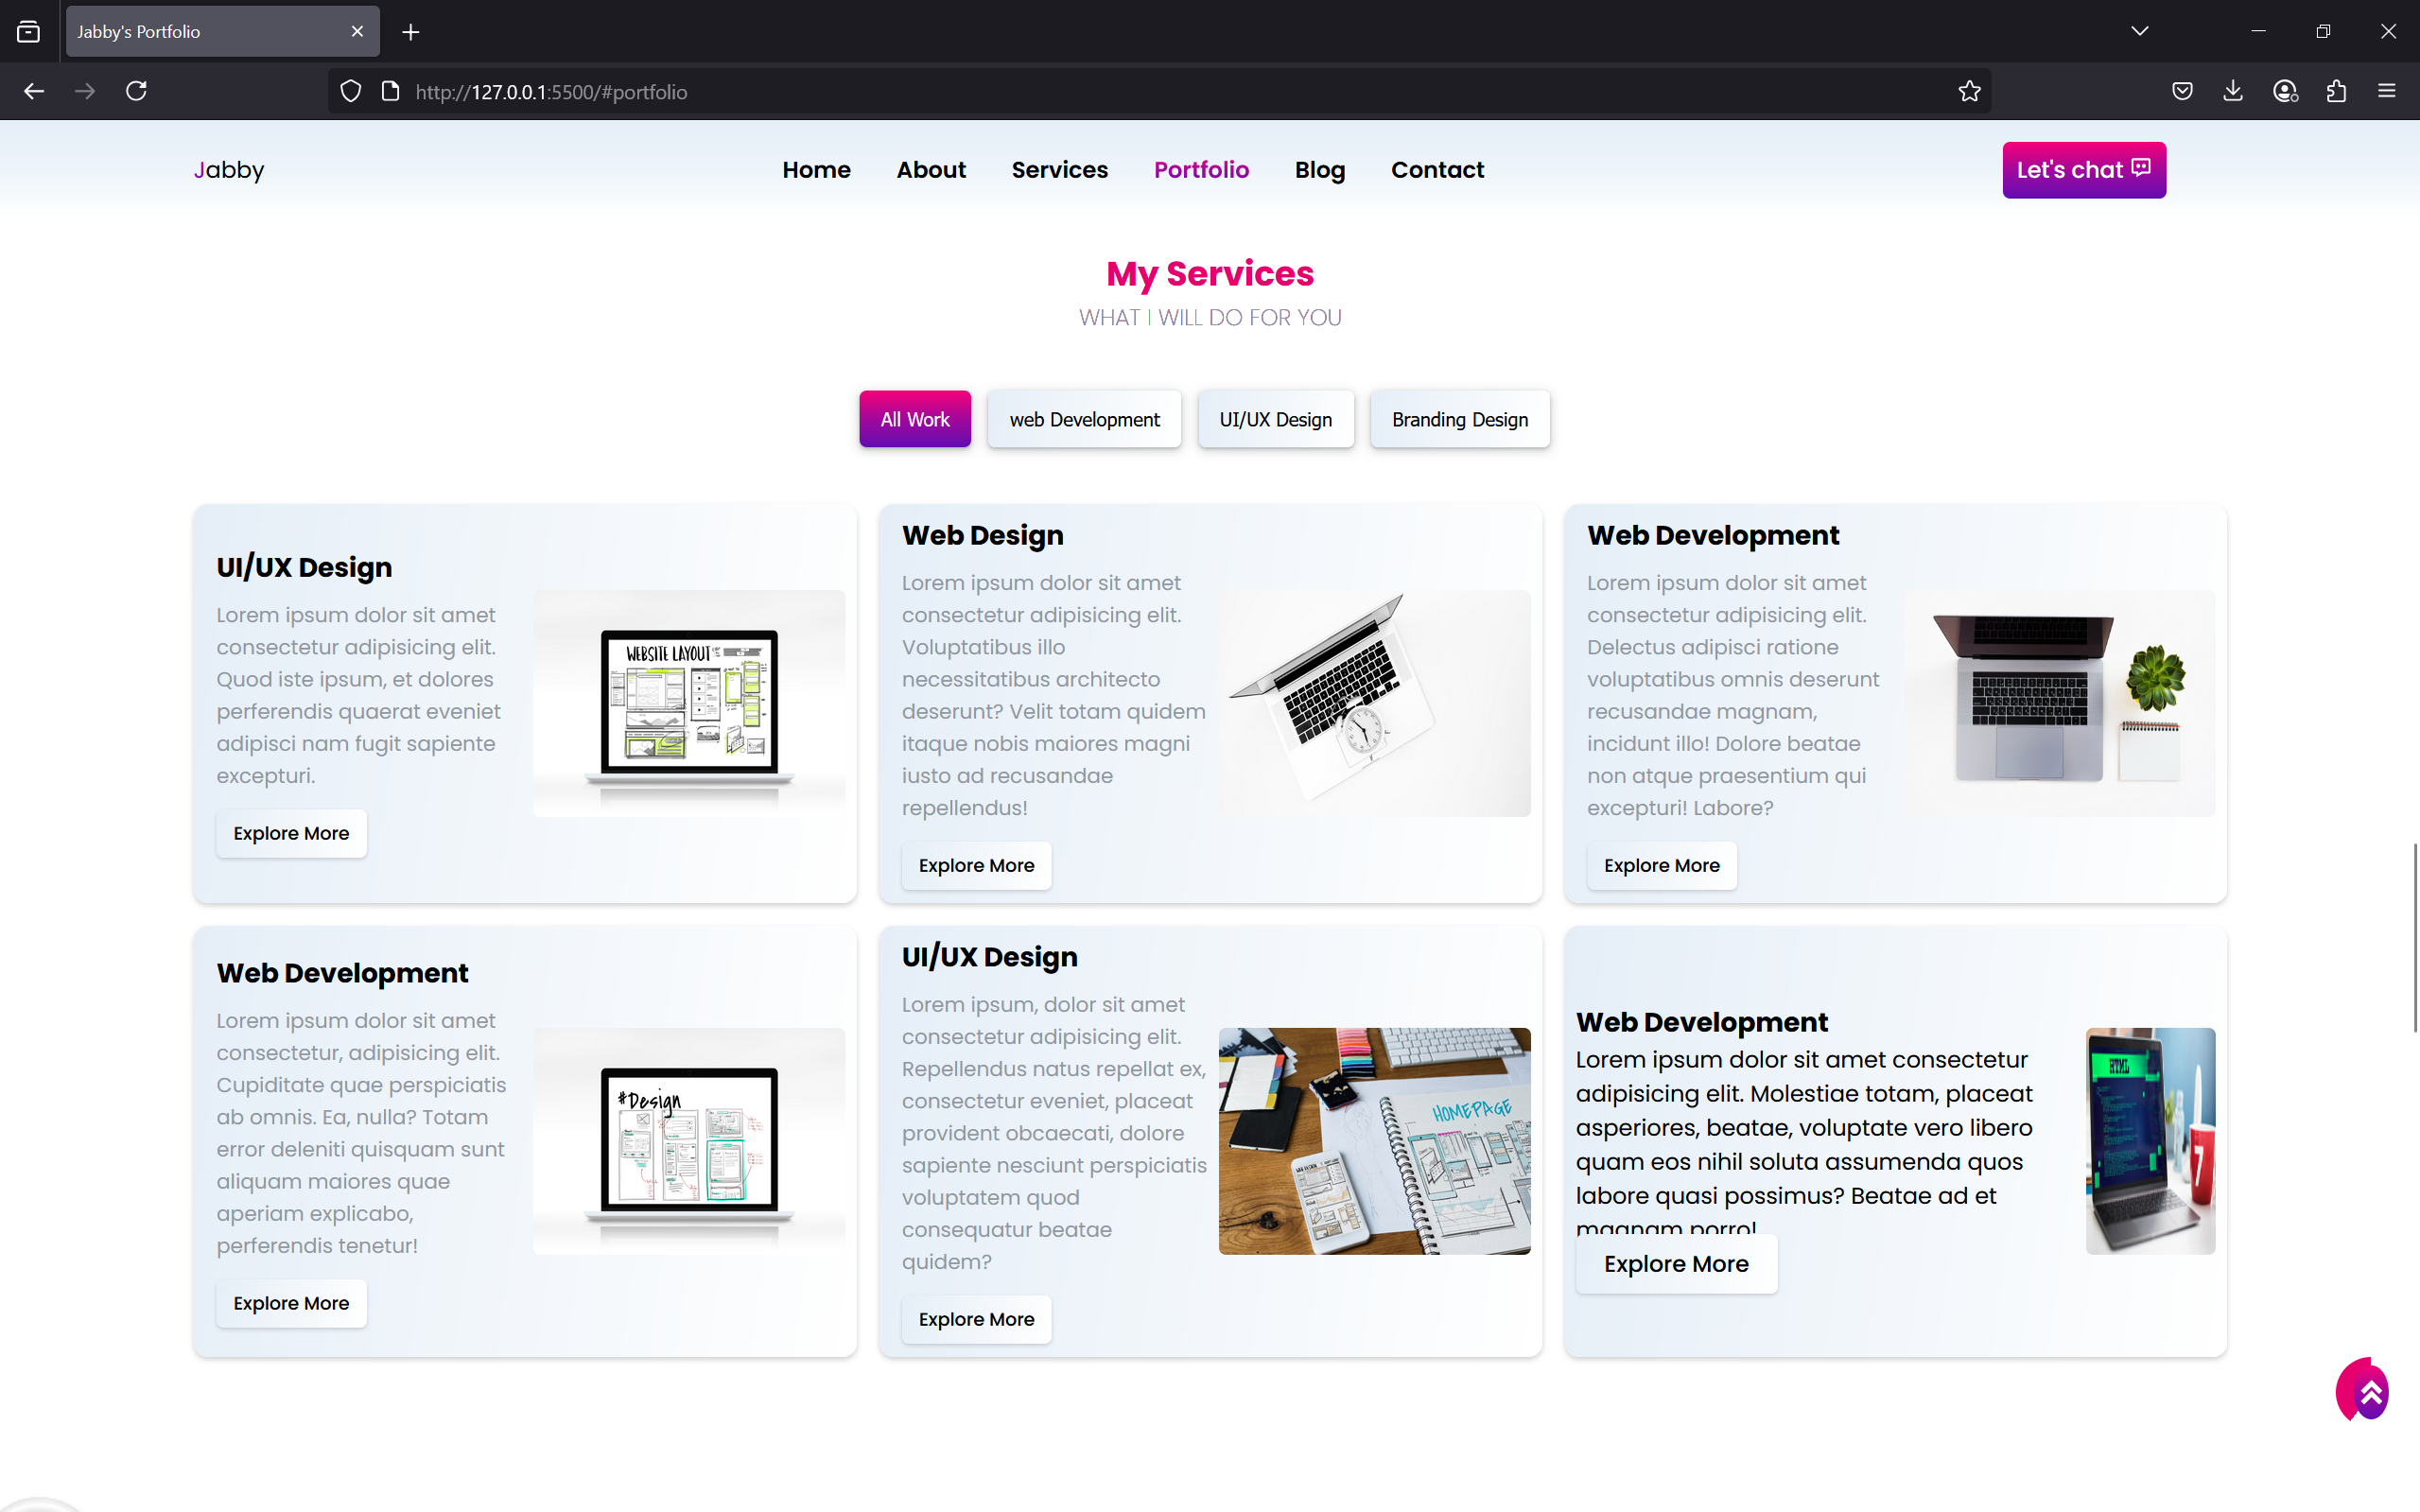 Jabby's Portfolio
http://127.0.0.1:5500/#portfolio
Jabby
Home About Services Portfolio Blog Contact
Let's chat
My Services
WHAT I WILL DO FOR YOU
All Work
web Development
UI/UX Design
Branding Design
UI/UX Design
Lorem ipsum dolor sit amet
consectetur adipisicing elit.
Quod iste ipsum, et dolores
perferendis quaerat eveniet
adipisci nam fugit sapiente
excepturi.
Explore More
WEBSITE LAYOUT
Web Design
Lorem ipsum dolor sit amet
consectetur adipisicing elit.
Voluptatibus illo
necessitatibus architecto
deserunt? Velit totam quidem
itaque nobis maiores magni
iusto ad recusandae
repellendus!
Explore More
Web Development
Lorem ipsum dolor sit amet
consectetur adipisicing elit.
Delectus adipisci ratione
voluptatibus omnis deserunt
recusandae magnam,
incidunt illo! Dolore beatae
non atque praesentium qui
excepturi! Labore?
Explore More
Web Development
Lorem ipsum dolor sit amet
consectetur, adipisicing elit.
Cupiditate quae perspiciatis
ab omnis. Ea, nulla? Totam
error deleniti quisquam sunt
aliquam maiores quae
aperiam explicabo,
perferendis tenetur!
Explore More
#Design
UI/UX Design
Lorem ipsum, dolor sit amet
consectetur adipisicing elit.
Repellendus natus repellat ex,
consectetur eveniet, placeat
provident obcaecati, dolore
sapiente nesciunt perspiciatis
voluptatem quod
consequatur beatae
quidem?
Explore More
HOMEPAGE
Web Development
Lorem ipsum dolor sit amet consectetur
adipisicing elit. Molestiae totam, placeat
asperiores, beatae, voluptate vero libero
quam eos nihil soluta assumenda quos
labore quasi possimus? Beatae ad et
magnam porro!
Explore More
HTML
7